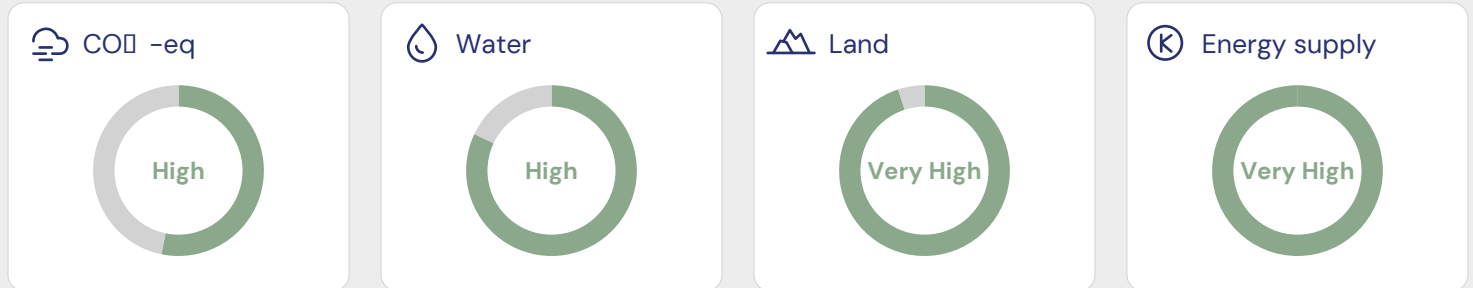 CO▯ -eq
High
Water
High
Land
Very High
Energy supply
Very High